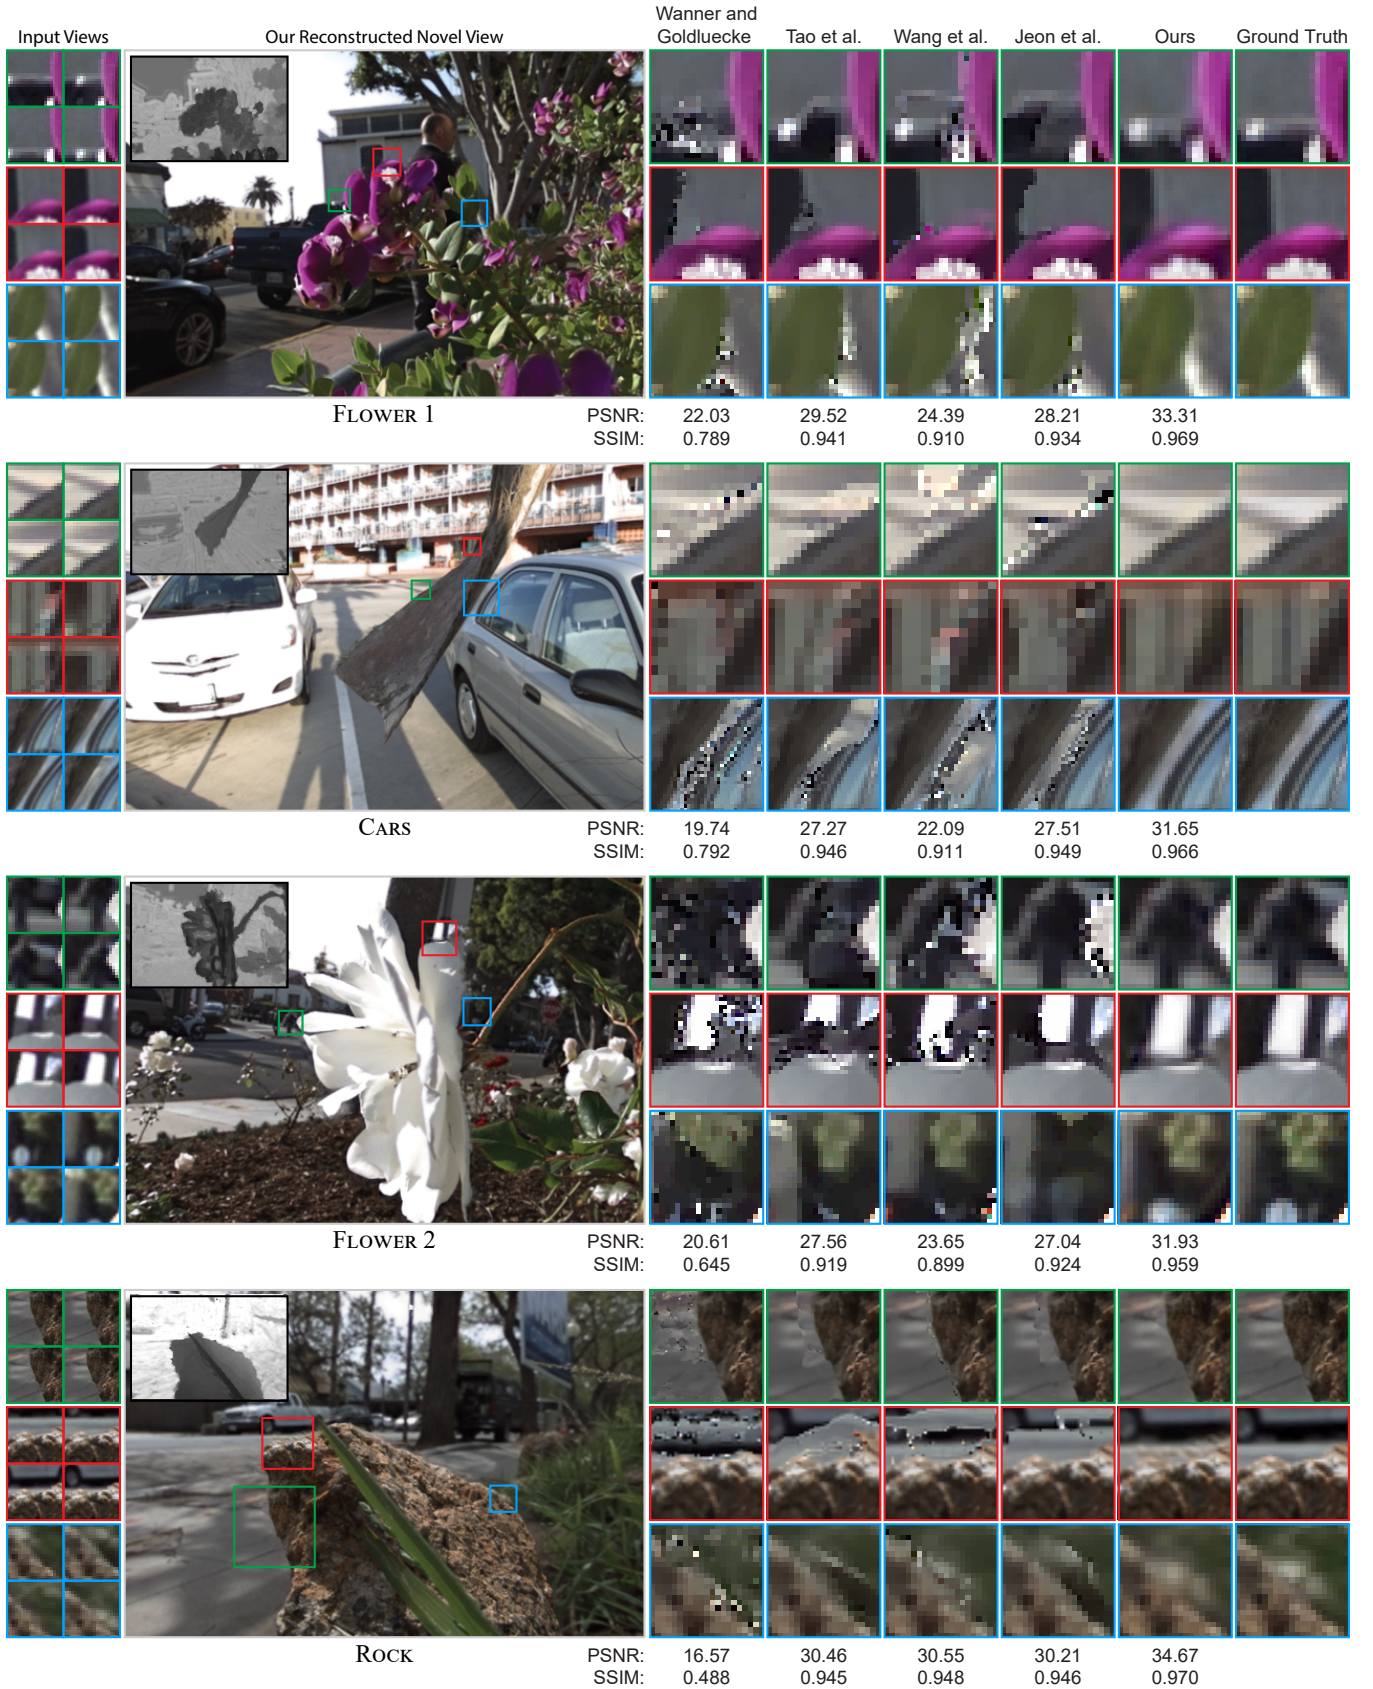 Wanner and
Input Views Our Reconstructed Novel View Goldluecke Tao et al. Wang et al. Jeon et al. Ours Ground Truth
FLOWER 1 PSNR: 22.03 29.52 24.39 28.21 33.31
SSIM: 0.789 0.941 0.910 0.934 0.969
CARS PSNR: 19.74 27.27 22.09 27.51 31.65
SSIM: 0.792 0.946 0.911 0.949 0.966
FLOWER 2 PSNR: 20.61 27.56 23.65 27.04 31.93
SSIM: 0.645 0.919 0.899 0.924 0.959
ROCK PSNR: 16.57 30.46 30.55 30.21 34.67
SSIM: 0.488 0.945 0.948 0.946 0.970